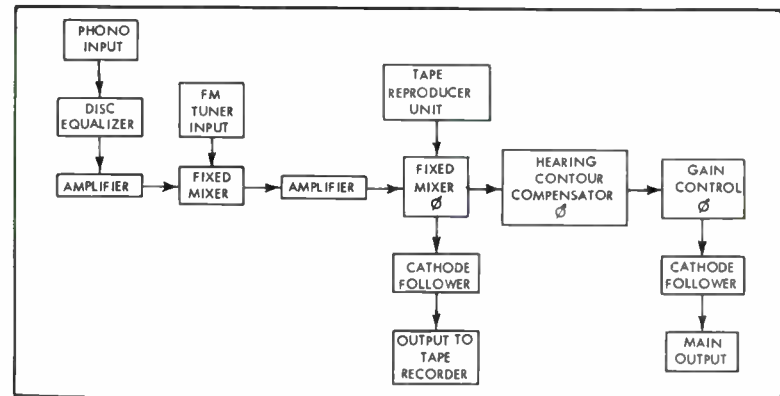 PHONO
INPUT
DISC
EQUALIZER
FM
TUNER
INPUT
TAPE
REPRODUCER
UNIT
AMPLIFIER
FIXED
MIXER
AMPLIFIER
FIXED
MIXER
Ø
HEARING
CONTOUR
COMPENSATOR
Ø
GAIN
CONTROL
Ø
CATHODE
FOLLOWER
CATHODE
FOLLOWER
OUTPUT TO
TAPE
RECORDER
MAIN
OUTPUT